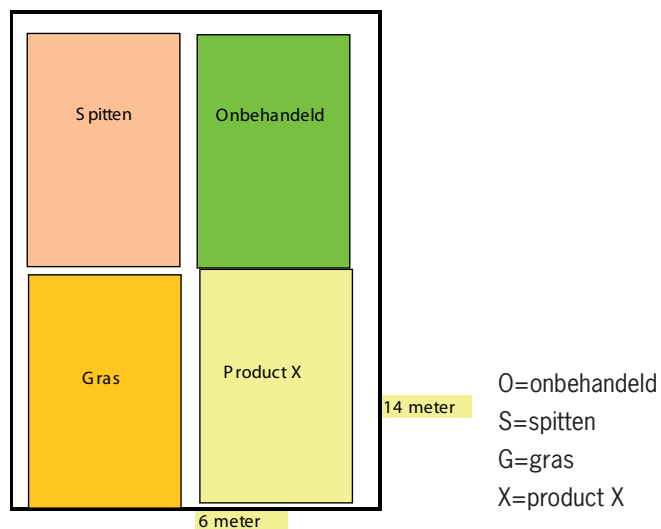 Spitten
Onbehandeld
Gras
Product X
14 meter
6 meter
O=onbehandeld
S=spitten
G=gras
X=product X